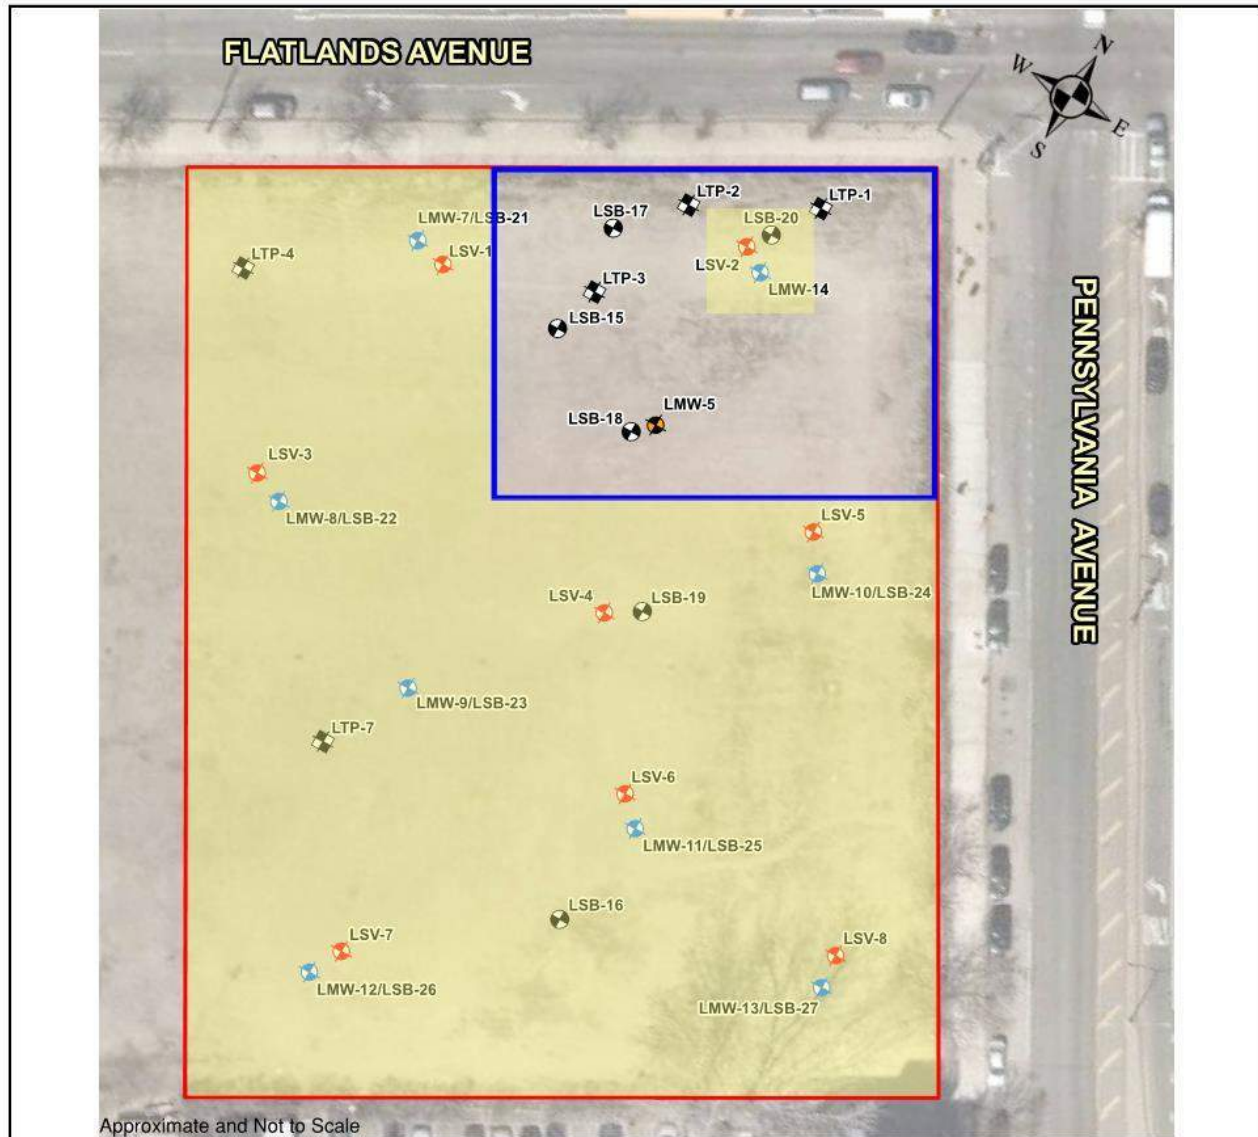 FLATLANDS AVENUE
N
W
E
S
LTP-2
LTP-1
LSB-17
LSB-20
LMW-7/LSB-21
LSV-1
LTP-4
LSV-2
LTP-3
LMW-14
LSB-15
PENNSYLVANIA AVENUE
LMW-5
LSB-18
LSV-3
LMW-8/LSB-22
LSV-5
LMW-10/LSB-24
LSV-4
LSB-19
LMW-9/LSB-23
LTP-7
LSV-6
LMW-11/LSB-25
LSB-16
LSV-7
LSV-8
LMW-12/LSB-26
LMW-13/LSB-27
Approximate and Not to Scale